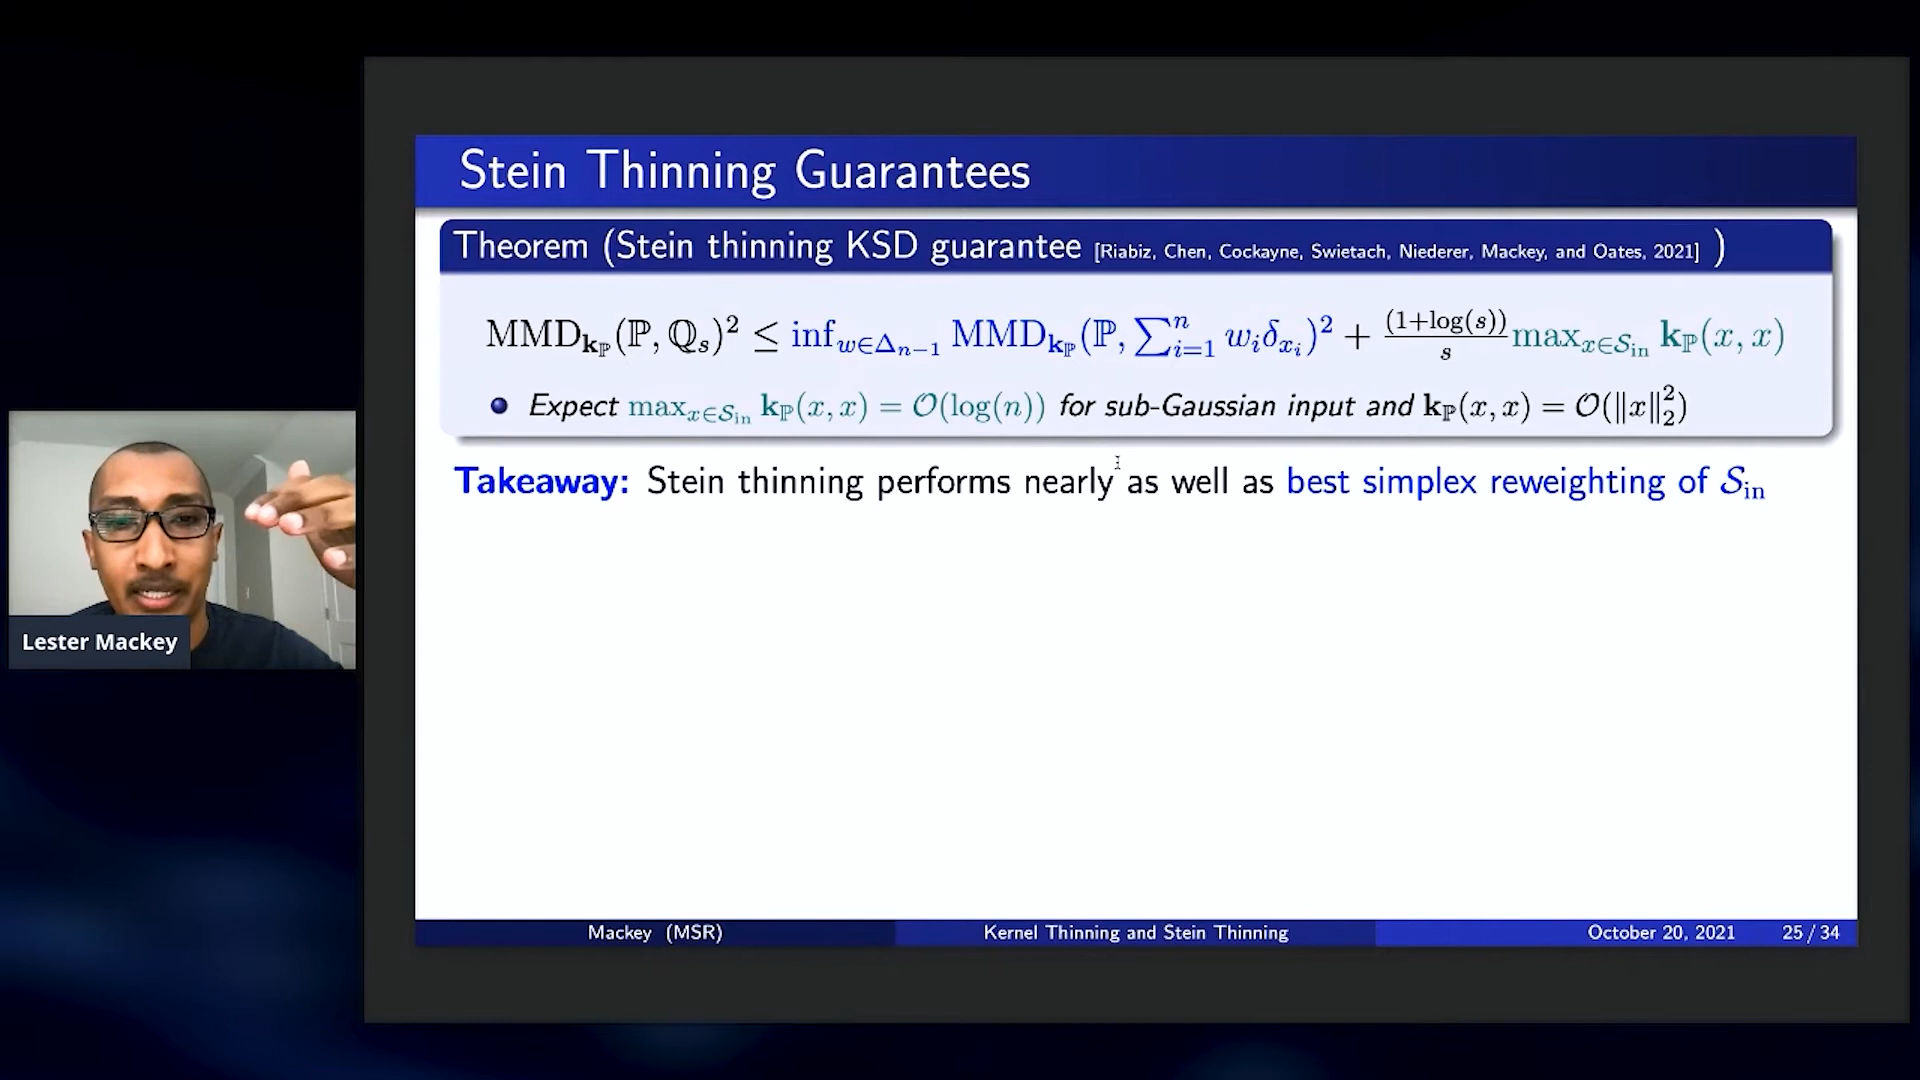 Stein Thinning Guarantees
Theorem (Stein thinning KSD guarantee [Riabiz, Chen, Cockayne, Swietach, Niederer, Mackey, and Oates, 2021] )
MMD_{k_ℙ}(ℙ, ℚ_s)² ≤ inf_{w∈Δ_{n−1}} MMD_{k_ℙ}(ℙ, ∑_{i=1}^{n} w_i δ_{x_i})² + (1+log(s))/s max_{x∈𝒮_in} k_ℙ(x, x)
Expect max_{x∈𝒮_in} k_ℙ(x, x) = 𝒪(log(n)) for sub-Gaussian input and k_ℙ(x, x) = 𝒪(‖x‖₂²)
Takeaway: Stein thinning performs nearly as well as best simplex reweighting of 𝒮_in
Lester Mackey
Mackey (MSR) Kernel Thinning and Stein Thinning October 20, 2021 25 / 34